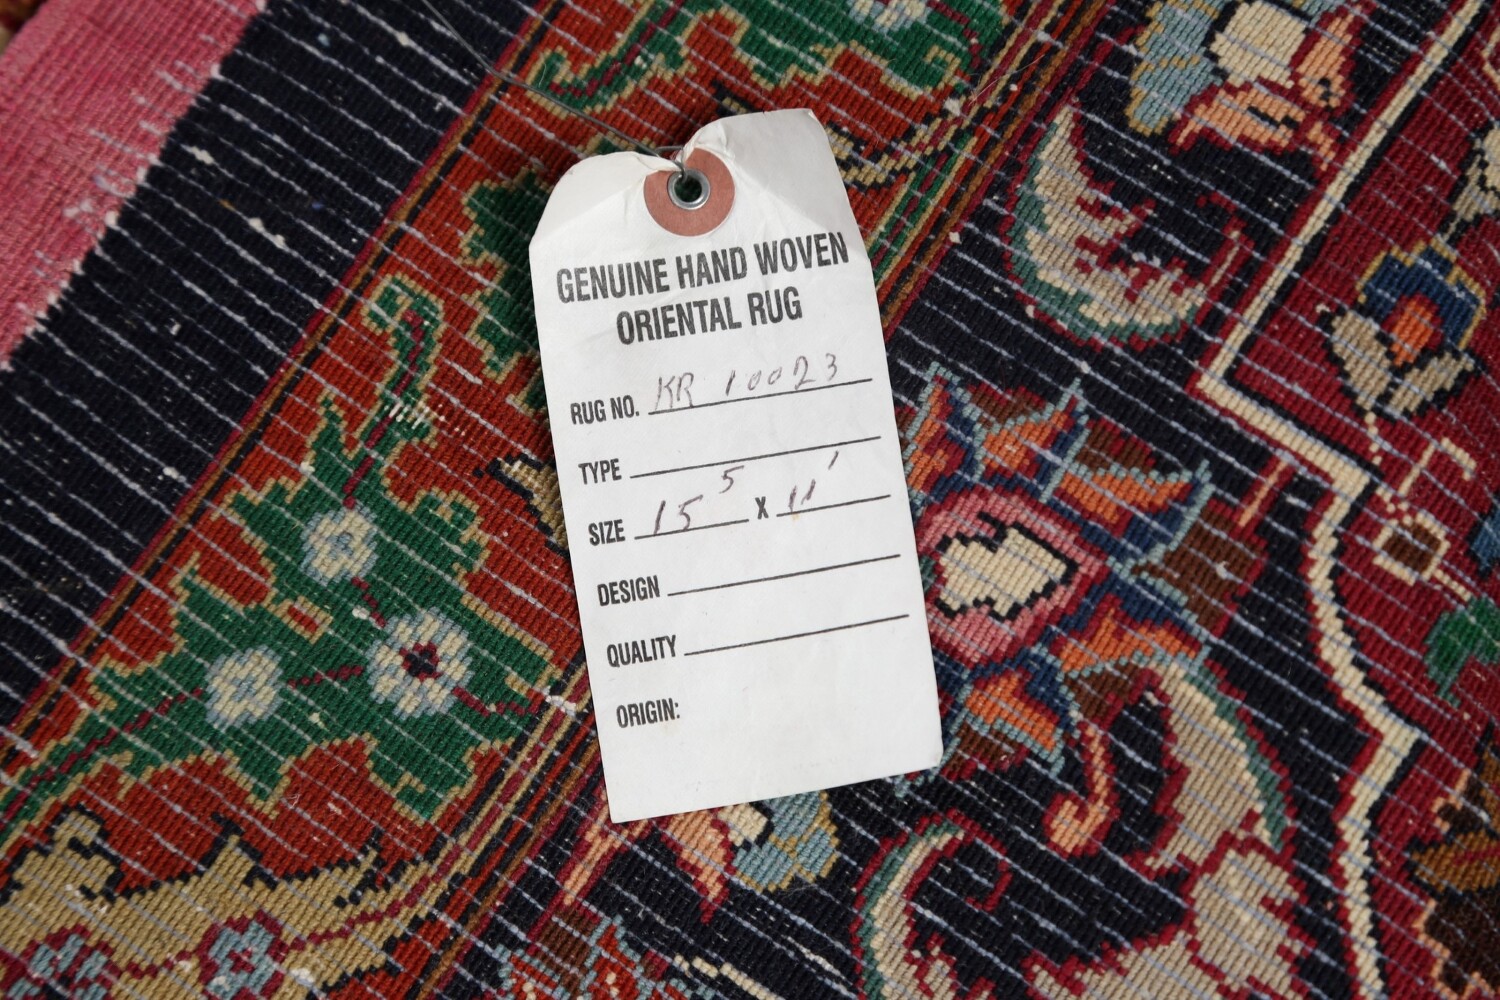 GENUINE HAND WOVEN
ORIENTAL RUG
RUG NO. KR 10023
TYPE
SIZE 15 5 X 11'
DESIGN
QUALITY
ORIGIN: